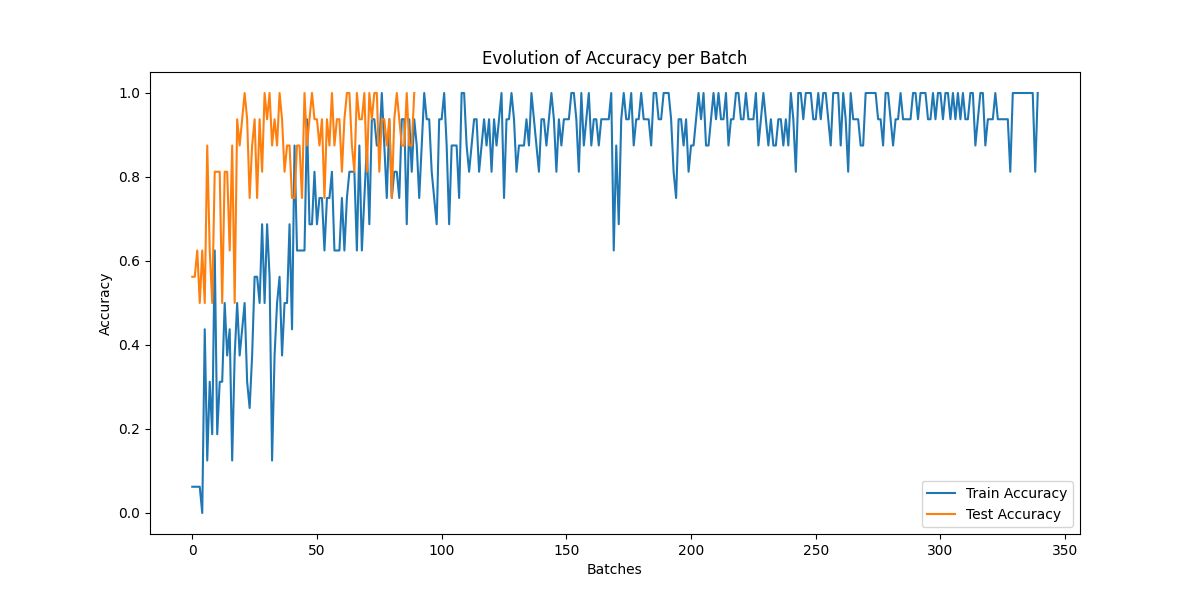 Evolution of Accuracy per Batch
Accuracy
1.0
0.8
0.6
0.4
0.2
0.0
0 50 100 150 200 250 300 350
Batches
Train Accuracy
Test Accuracy